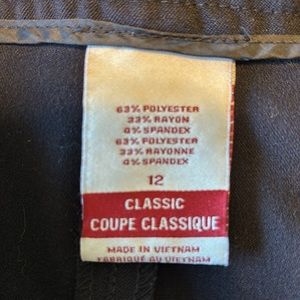 63% POLYESTER
33% RAYON
4% SPANDEX
63% POLYESTER
33% RAYONNE
4% SPANDEX
12
CLASSIC
COUPE CLASSIQUE
MADE IN VIETNAM
FABRIQUÉ AU VIETNAM